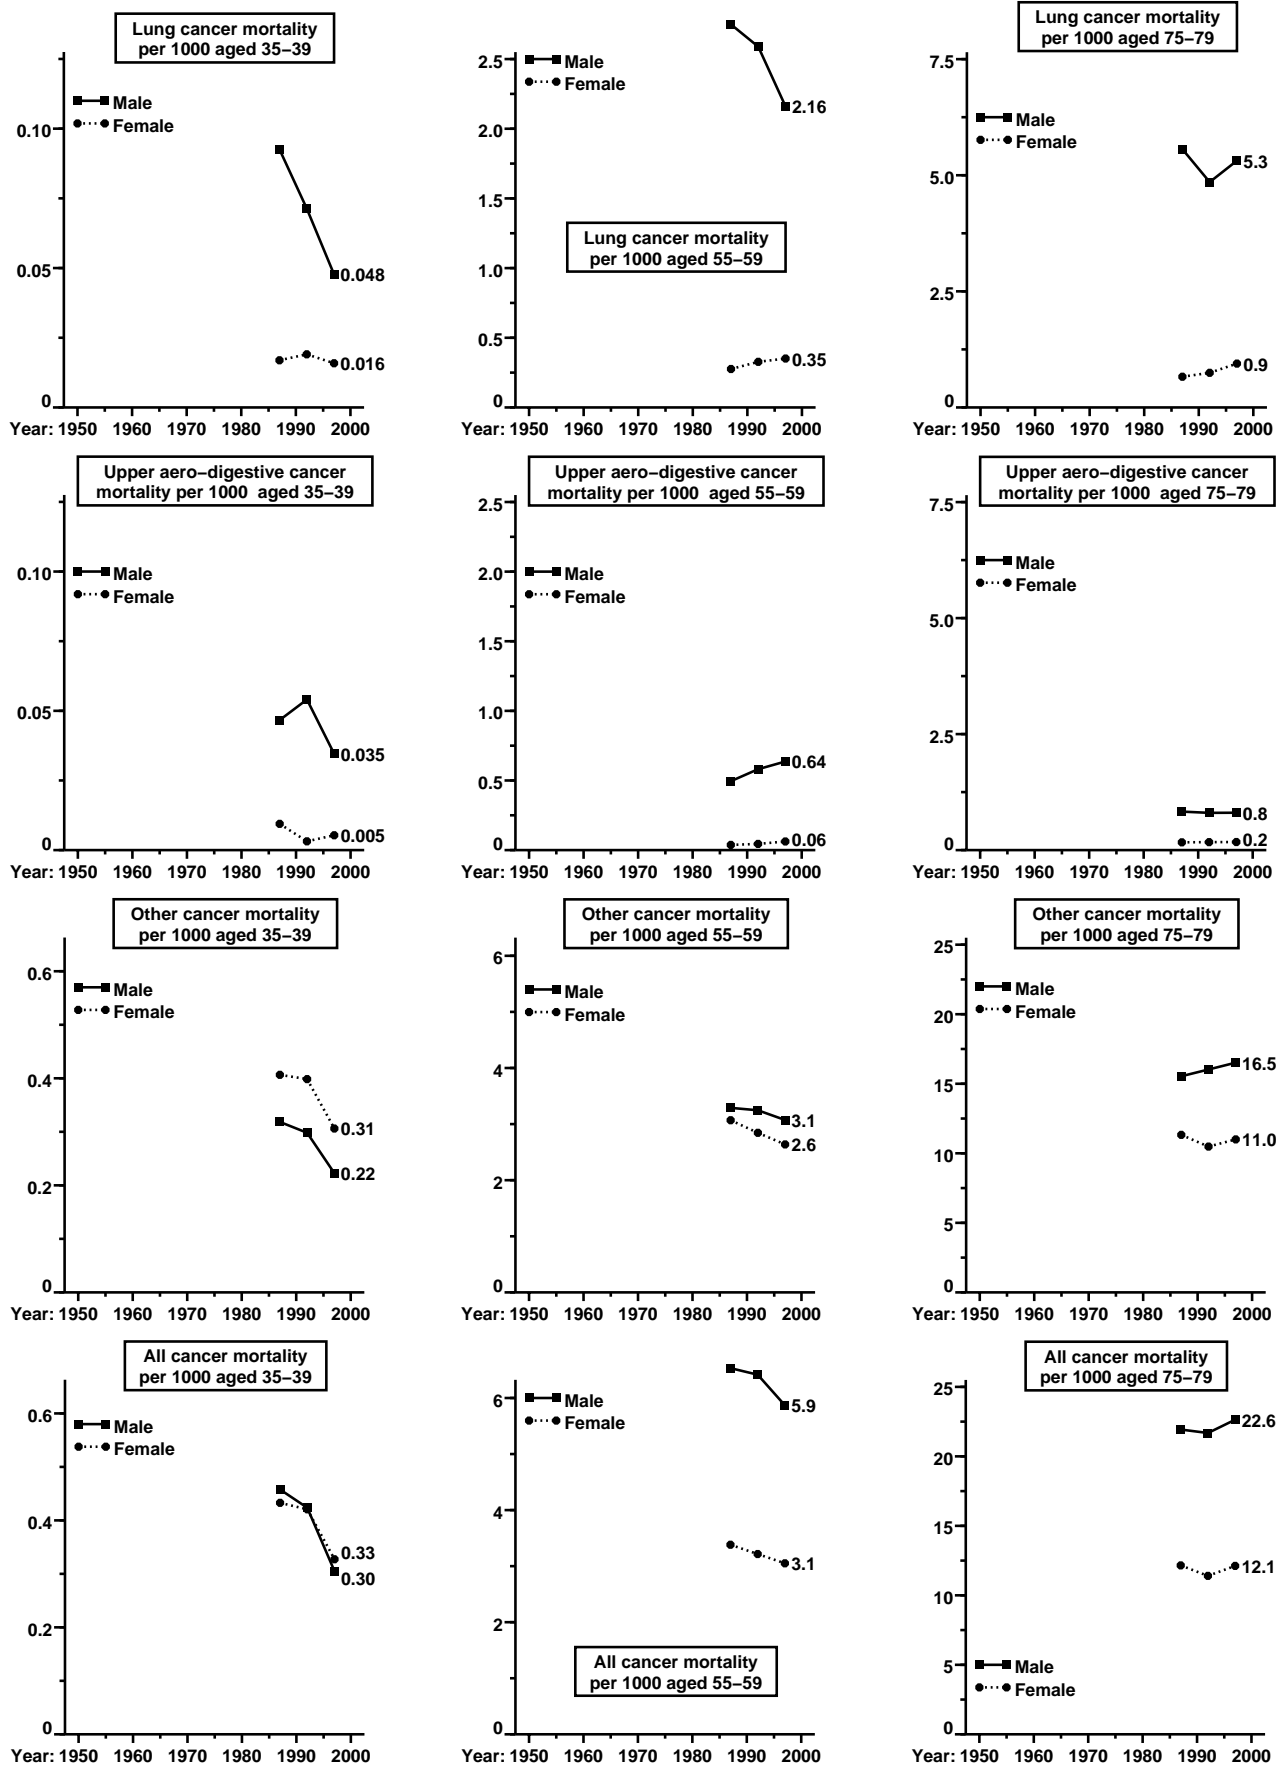 Lung cancer mortality
per 1000 aged 35–39
Male
Female
0.10
0.05
0
0.048
0.016
Year: 1950 1960 1970 1980 1990 2000
Lung cancer mortality
per 1000 aged 55–59
Male
Female
2.5
2.0
1.5
1.0
0.5
0
2.16
0.35
Year: 1950 1960 1970 1980 1990 2000
Lung cancer mortality
per 1000 aged 75–79
Male
Female
7.5
5.0
2.5
0
5.3
0.9
Year: 1950 1960 1970 1980 1990 2000
Upper aero–digestive cancer
mortality per 1000 aged 35–39
Male
Female
0.10
0.05
0
0.035
0.005
Year: 1950 1960 1970 1980 1990 2000
Upper aero–digestive cancer
mortality per 1000 aged 55–59
Male
Female
2.5
2.0
1.5
1.0
0.5
0
0.64
0.06
Year: 1950 1960 1970 1980 1990 2000
Upper aero–digestive cancer
mortality per 1000 aged 75–79
Male
Female
7.5
5.0
2.5
0
0.8
0.2
Year: 1950 1960 1970 1980 1990 2000
Other cancer mortality
per 1000 aged 35–39
Male
Female
0.6
0.4
0.2
0
0.31
0.22
Year: 1950 1960 1970 1980 1990 2000
Other cancer mortality
per 1000 aged 55–59
Male
Female
6
4
2
0
3.1
2.6
Year: 1950 1960 1970 1980 1990 2000
Other cancer mortality
per 1000 aged 75–79
Male
Female
25
20
15
10
5
0
16.5
11.0
Year: 1950 1960 1970 1980 1990 2000
All cancer mortality
per 1000 aged 35–39
Male
Female
0.6
0.4
0.2
0
0.33
0.30
Year: 1950 1960 1970 1980 1990 2000
Male
Female
6
4
2
0
5.9
3.1
All cancer mortality
per 1000 aged 55–59
Year: 1950 1960 1970 1980 1990 2000
All cancer mortality
per 1000 aged 75–79
25
20
15
10
5
0
22.6
12.1
Male
Female
Year: 1950 1960 1970 1980 1990 2000